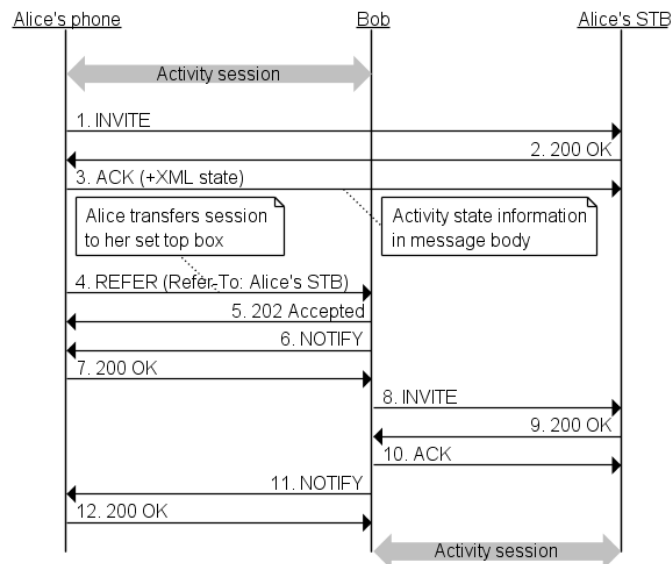 Alice's phone
Bob
Alice's STB
Activity session
1. INVITE
2. 200 OK
3. ACK (+XML state)
Alice transfers session
to her set top box
Activity state information
in message body
4. REFER (Refer-To: Alice's STB)
5. 202 Accepted
6. NOTIFY
7. 200 OK
8. INVITE
9. 200 OK
10. ACK
11. NOTIFY
12. 200 OK
Activity session